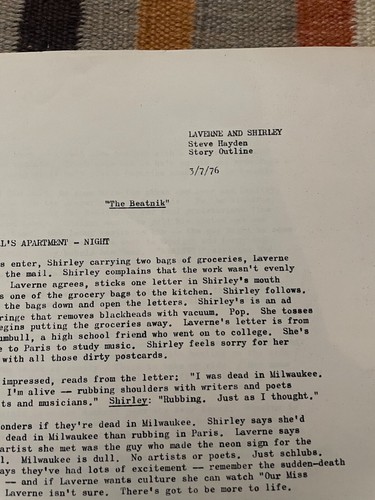 LAVERNE AND SHIRLEY
Steve Hayden
Story Outline
3/7/76
"The Beatnik"
L'S APARTMENT - NIGHT
s enter, Shirley carrying two bags of groceries, Laverne
the mail. Shirley complains that the work wasn't evenly
Laverne agrees, sticks one letter in Shirley's mouth
s one of the grocery bags to the kitchen. Shirley follows.
the bags down and open the letters. Shirley's is an ad
ringe that removes blackheads with vacuum. Pop. She tosses
egins putting the groceries away. Laverne's letter is from
umbull, a high school friend who went on to college. She's
e to Paris to study music. Shirley feels sorry for her
with all those dirty postcards.
impressed, reads from the letter; "I was dead in Milwaukee.
I'm alive -- rubbing shoulders with writers and poets
ts and musicians." Shirley: "Rubbing. Just as I thought."
onders if they're dead in Milwaukee. Shirley says she'd
dead in Milwaukee than rubbing in Paris. Laverne says
artist she met was the guy who made the neon sign for the
l. Milwaukee is dull. No artists or poets. Just schlubs.
ays they've had lots of excitement -- remember the sudden-death
-- and if Laverne wants culture she can watch "Our Miss
Laverne isn't sure. There's got to be more to life.